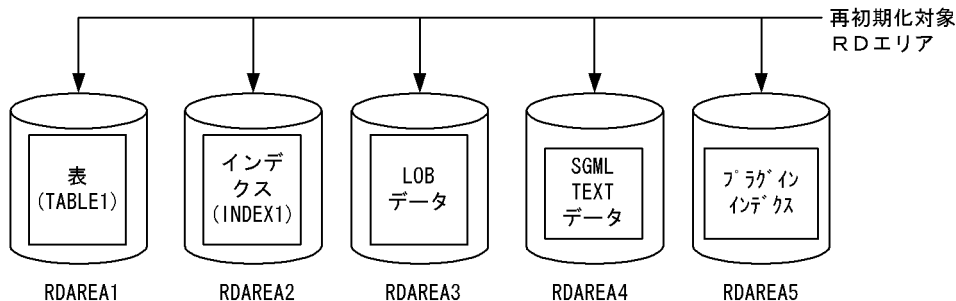 再初期化対象
ＲＤエリア
表
(TABLE1)
インデ
クス
(INDEX1)
LOB
データ
SGML
TEXT
データ
ﾌﾟﾗｸﾞｲﾝ
ｲﾝﾃﾞｸｽ
RDAREA1
RDAREA2
RDAREA3
RDAREA4
RDAREA5